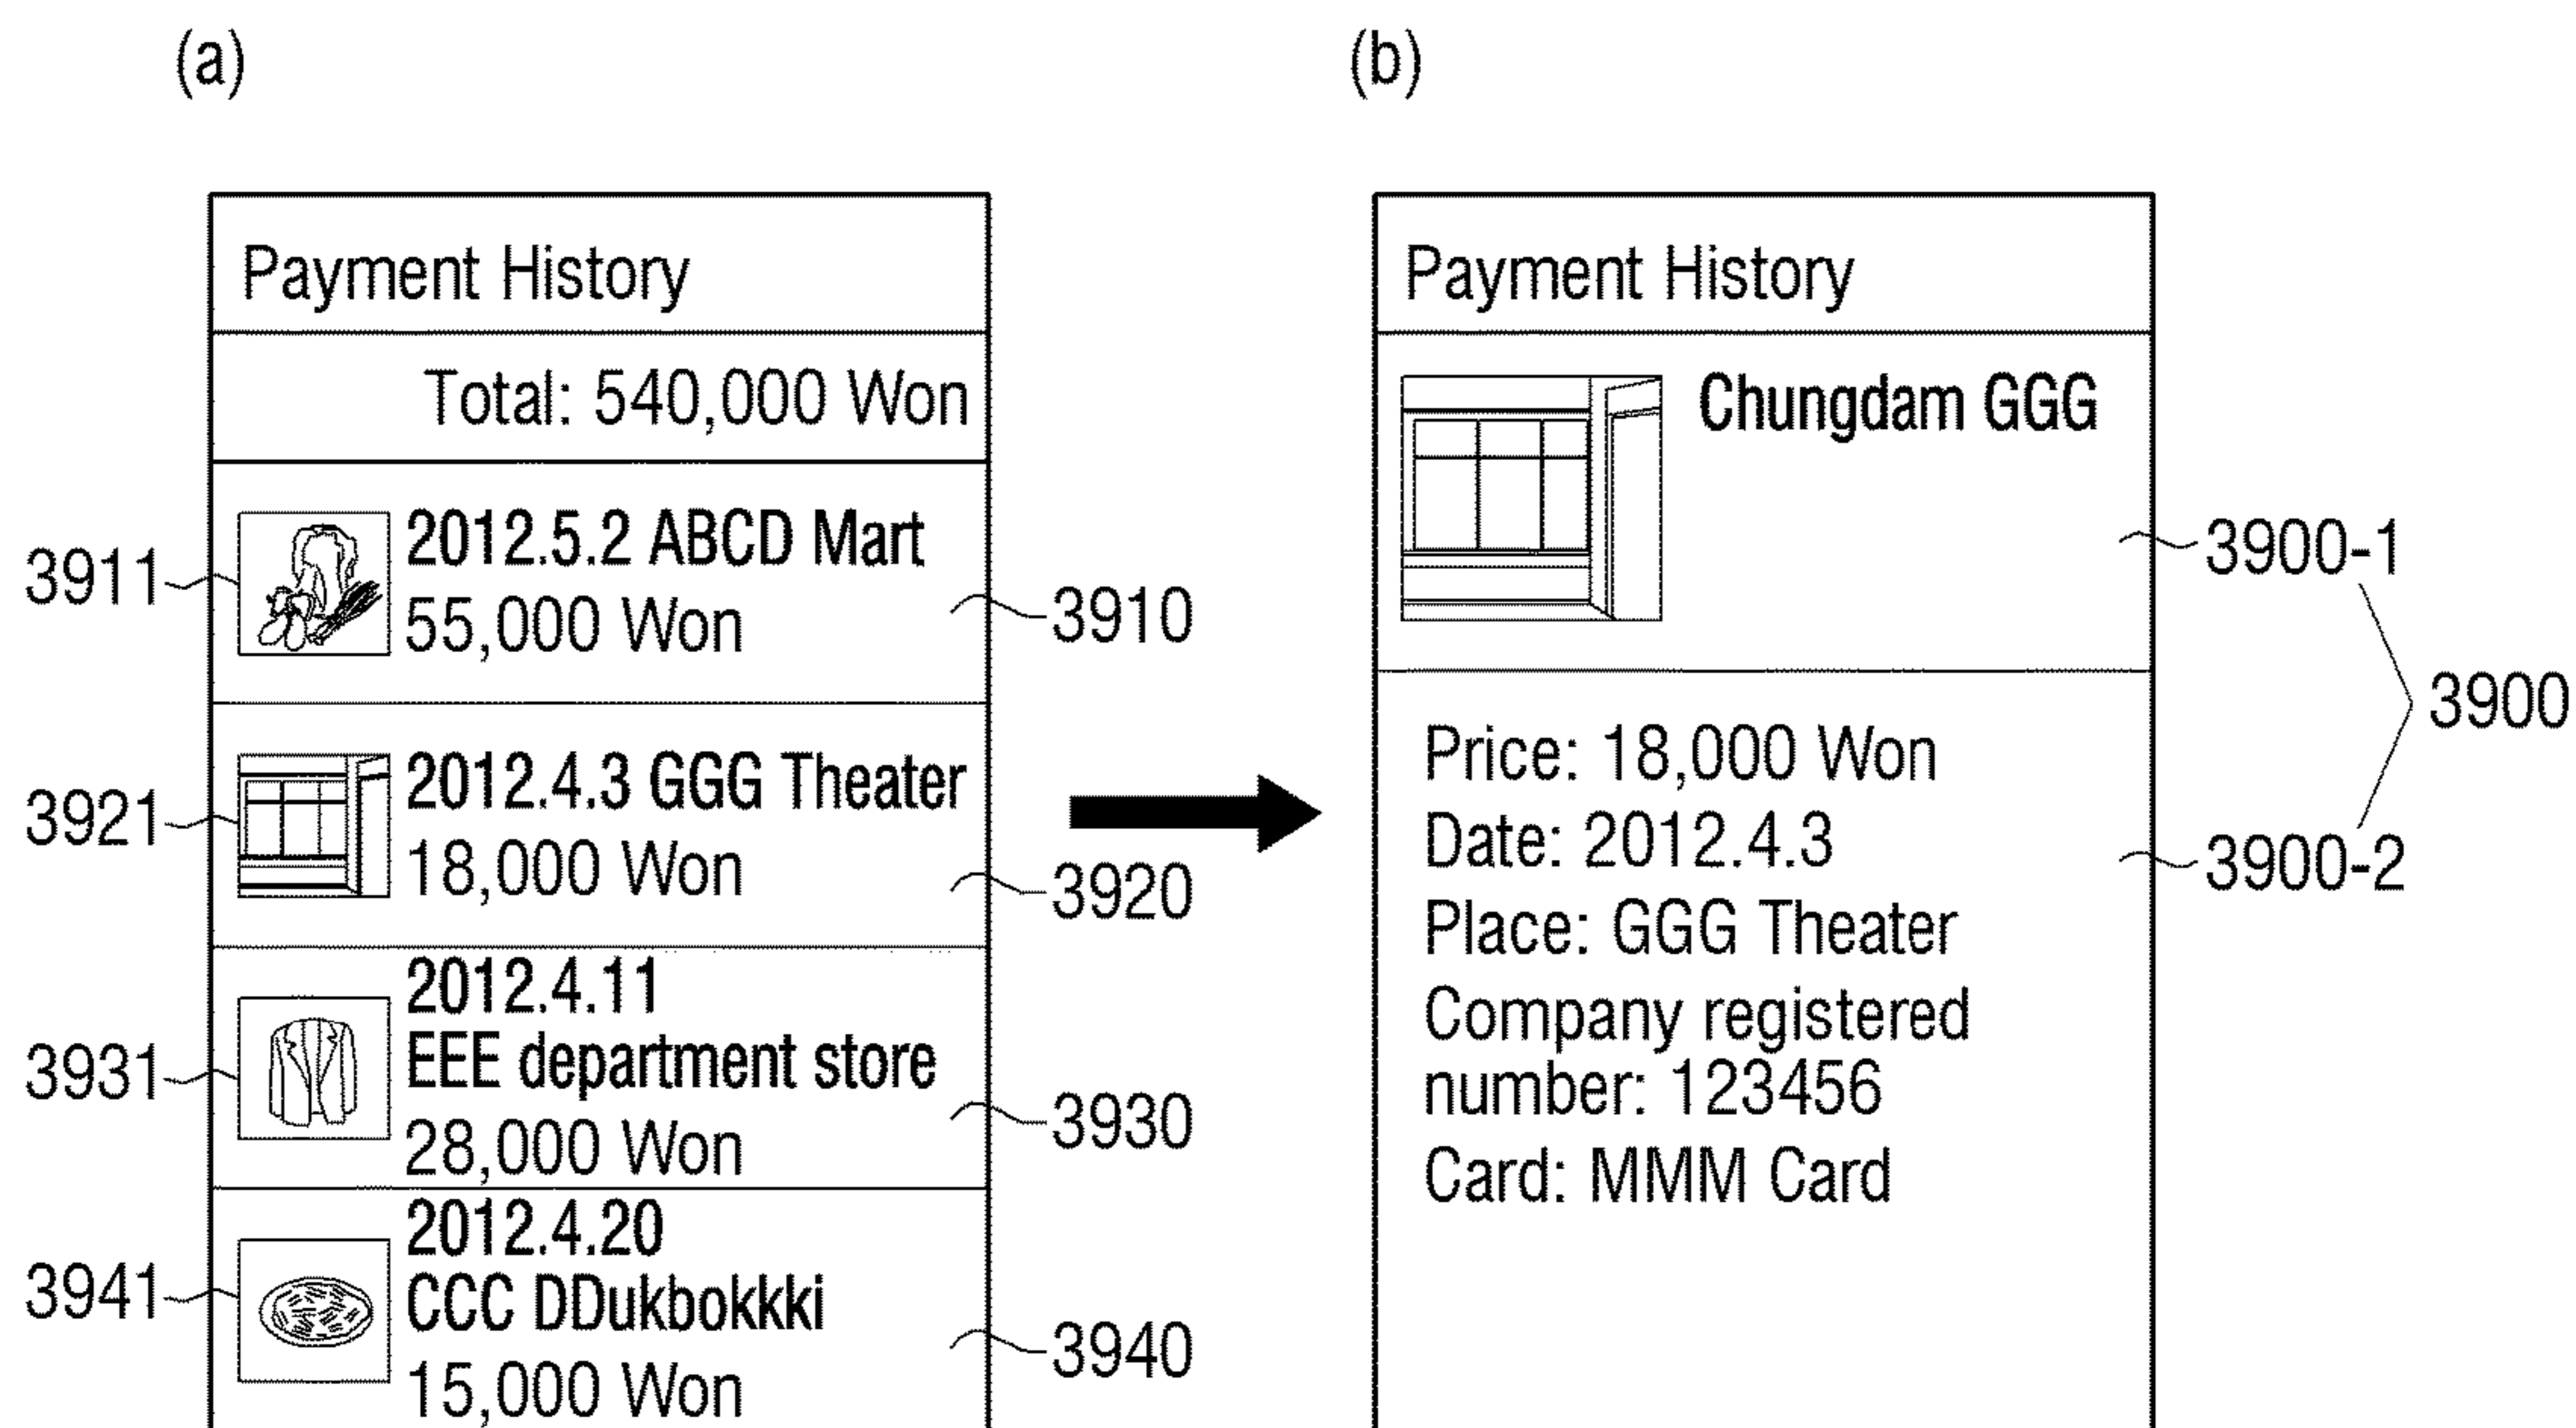 (a)
Payment History
Total: 540,000 Won
3911
2012.5.2 ABCD Mart
55,000 Won
3910
3921
2012.4.3 GGG Theater
18,000 Won
3920
3931
2012.4.11
EEE department store
28,000 Won
3930
3941
2012.4.20
CCC DDukbokkki
15,000 Won
3940
(b)
Payment History
Chungdam GGG
3900-1
3900
Price: 18,000 Won
Date: 2012.4.3
3900-2
Place: GGG Theater
Company registered
number: 123456
Card: MMM Card